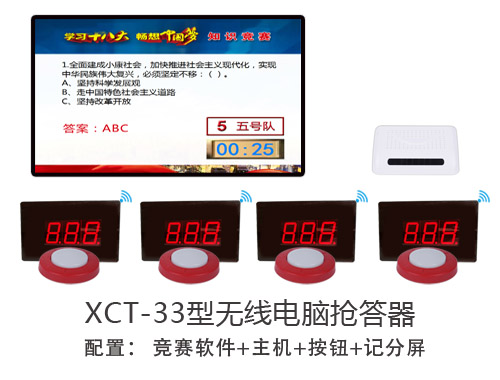 学习十八大 畅想中国梦 知识竞赛
1.全面建成小康社会，加快推进社会主义现代化，实现
中华民族伟大复兴，必须坚定不移：（ ）。
A、坚持科学发展观
B、走中国特色社会主义道路
C、坚持改革开放
答案：ABC
5 五号队
00:25
888 888 888 888
XCT-33型无线电脑抢答器
配置： 竞赛软件+主机+按钮+记分屏